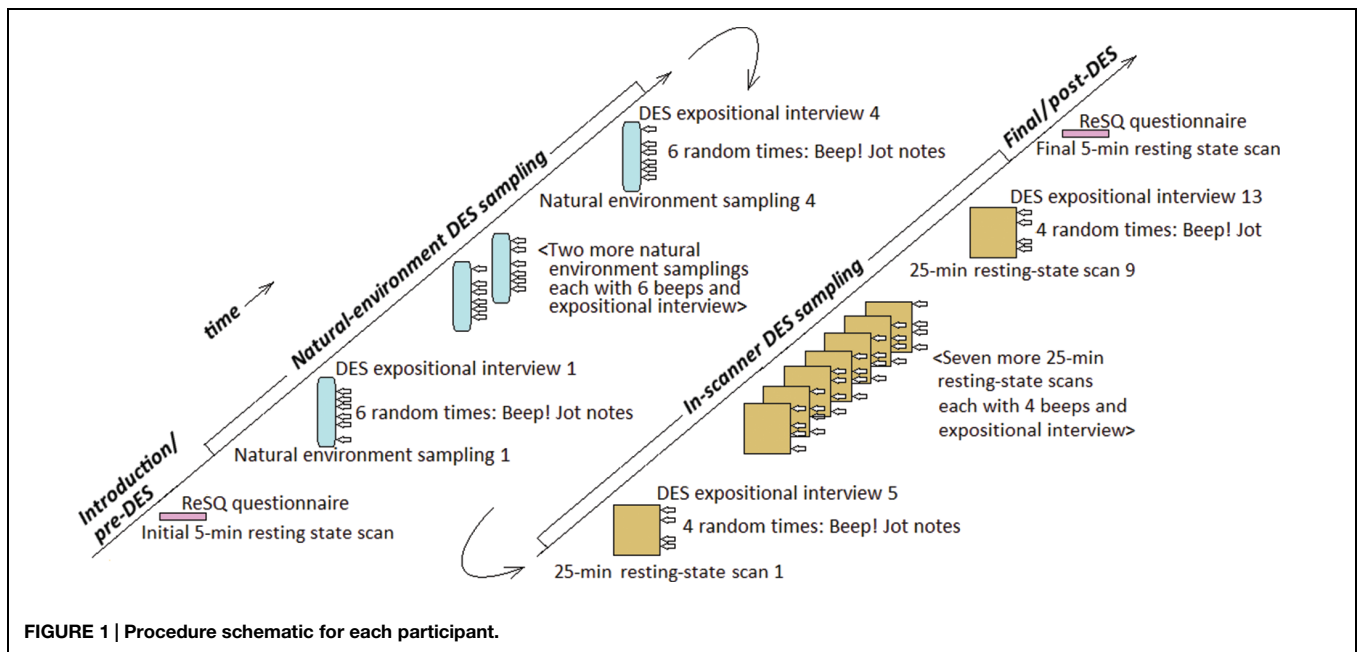 Introduction/
pre-DES
ReSQ questionnaire
Initial 5-min resting state scan
time
Natural-environment DES sampling
DES expositional interview 1
6 random times: Beep! Jot notes
Natural environment sampling 1
<Two more natural
environment samplings
each with 6 beeps and
expositional interview>
DES expositional interview 4
6 random times: Beep! Jot notes
Natural environment sampling 4
In-scanner DES sampling
DES expositional interview 5
4 random times: Beep! Jot notes
25-min resting-state scan 1
<Seven more 25-min
resting-state scans
each with 4 beeps and
expositional interview>
DES expositional interview 13
4 random times: Beep! Jot
25-min resting-state scan 9
Final/post-DES
ReSQ questionnaire
Final 5-min resting state scan
FIGURE 1 | Procedure schematic for each participant.